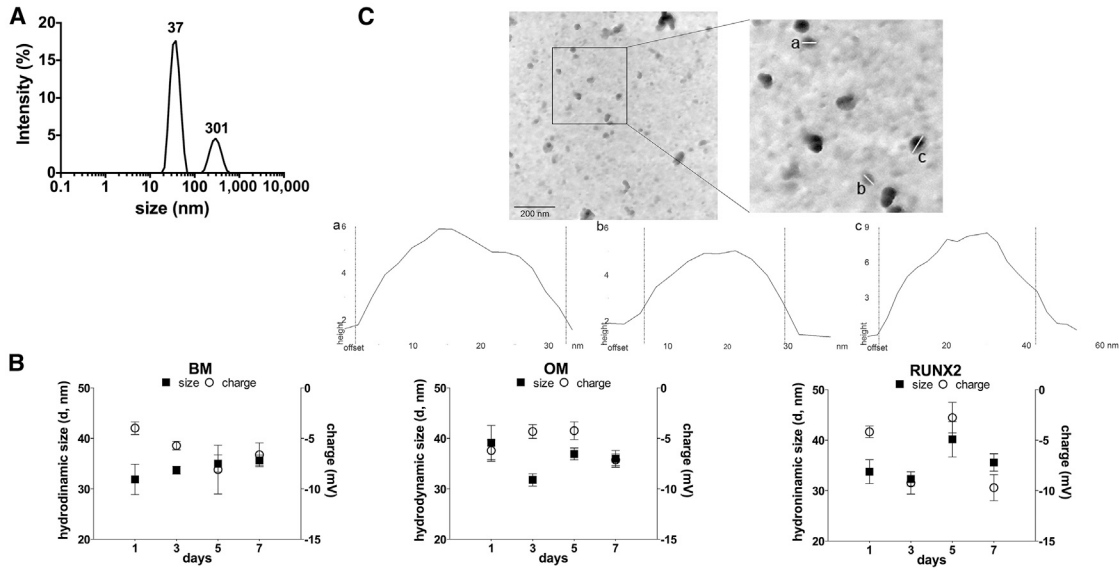 A
Intensity (%)
20
15
10
5
0
37
301
0.1 1 10 100 1,000 10,000
size (nm)
C
200 nm
a
b
c
a
6
4
2
height
offset 10 20 30 nm
b
6
4
2
height
offset 10 20 30 nm
c
9
6
3
height
offset 20 40 60 nm
B
BM
size charge
hydrodinamic size (d, nm)
50
40
30
20
0
-5
-10
-15
charge (mV)
1 3 5 7
days
OM
size charge
hydrodynamic size (d, nm)
50
40
30
20
0
-5
-10
-15
charge (mV)
1 3 5 7
days
RUNX2
size charge
hydroninamic size (d, nm)
50
40
30
20
0
-5
-10
-15
charge (mV)
1 3 5 7
days